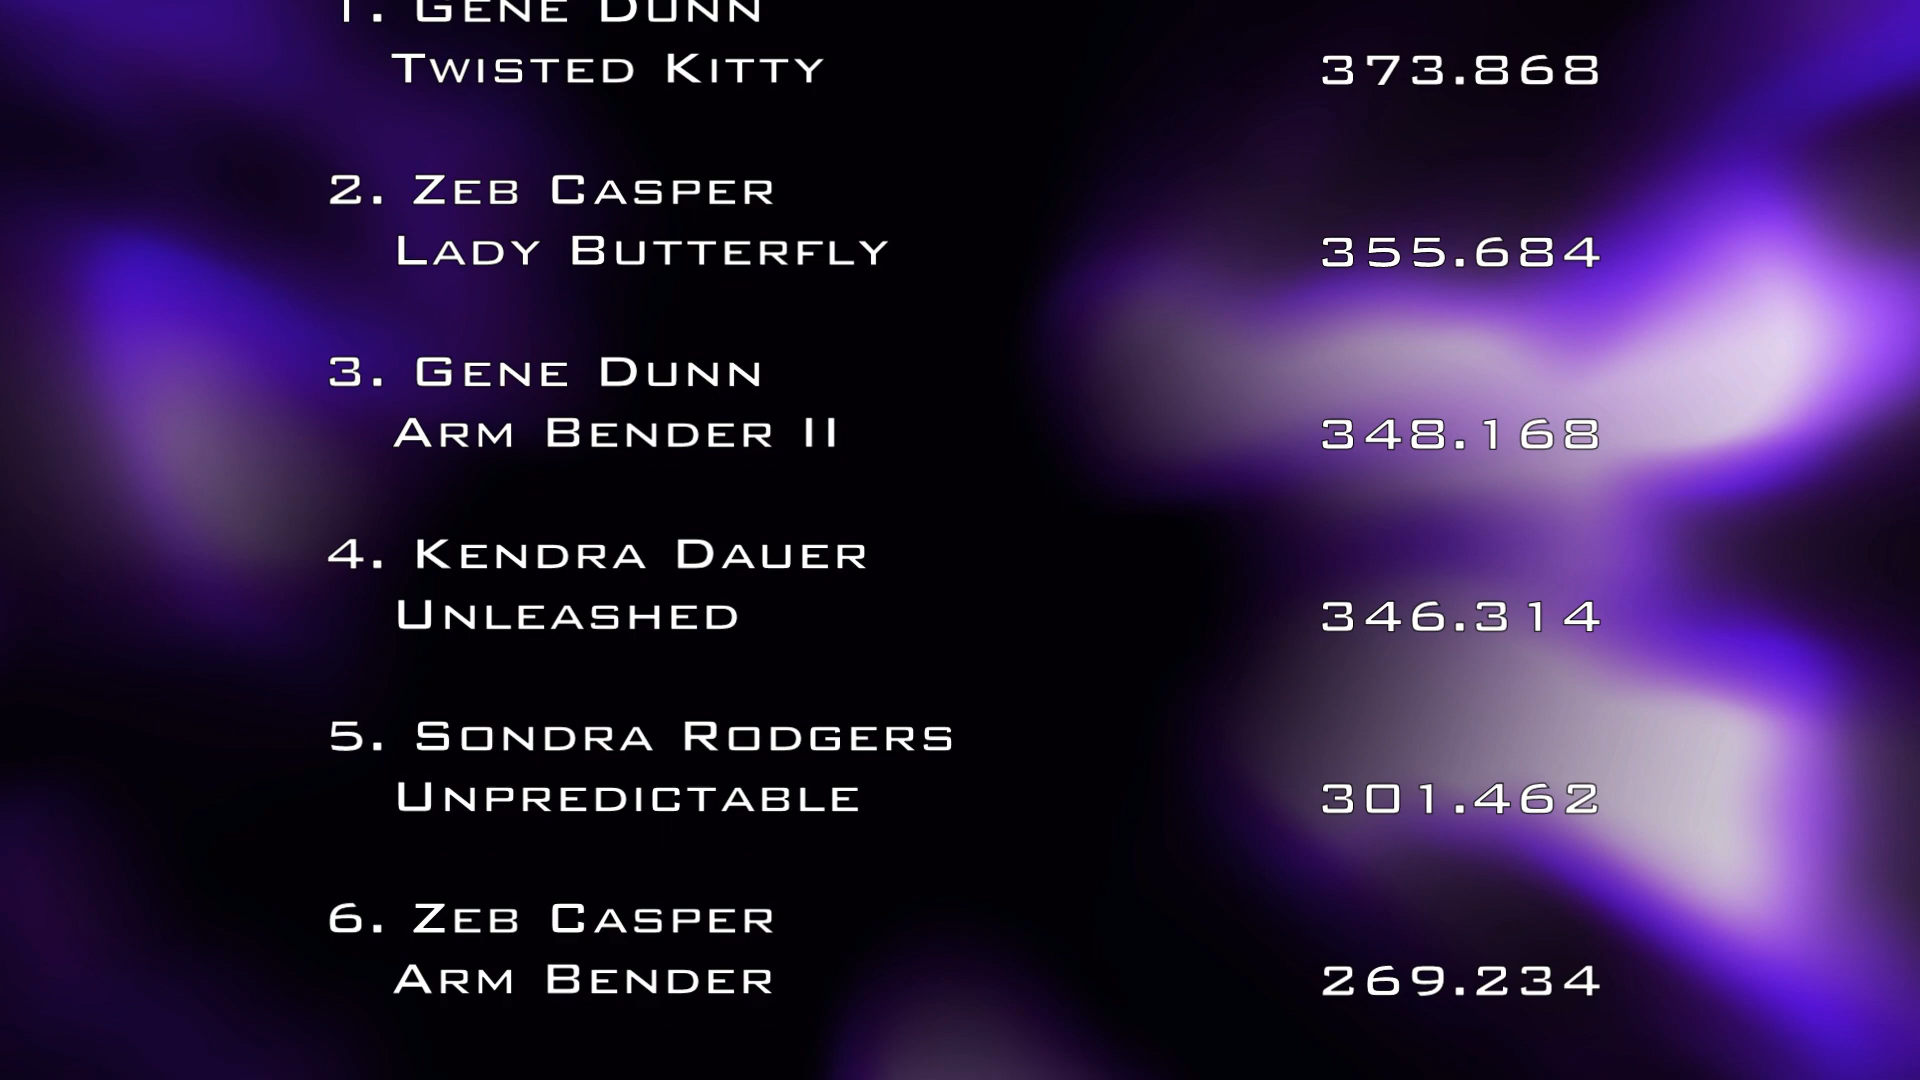 1. Gene Dunn
Twisted Kitty 373.868
2. Zeb Casper
Lady Butterfly 355.684
3. Gene Dunn
Arm Bender II 348.168
4. Kendra Dauer
Unleashed 346.314
5. Sondra Rodgers
Unpredictable 301.462
6. Zeb Casper
Arm Bender 269.234